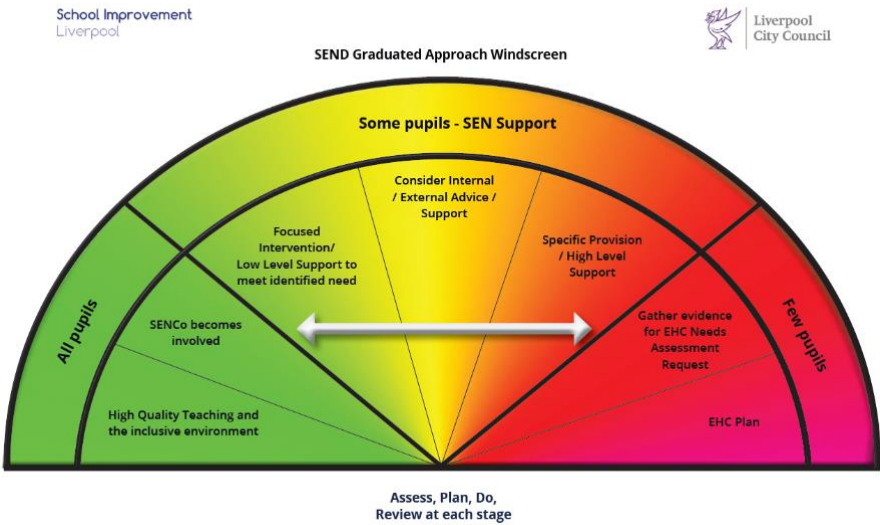 School Improvement
Liverpool
Liverpool
City Council
SEND Graduated Approach Windscreen
Some pupils - SEN Support
Consider Internal
/ External Advice /
Support
Focused
Intervention/
Low Level Support to
meet identified need
Specific Provision
/ High Level
Support
All pupils
SENCo becomes
involved
Gather evidence
for EHC Needs
Assessment
Request
Few pupils
High Quality Teaching and
the inclusive environment
EHC Plan
Assess, Plan, Do,
Review at each stage